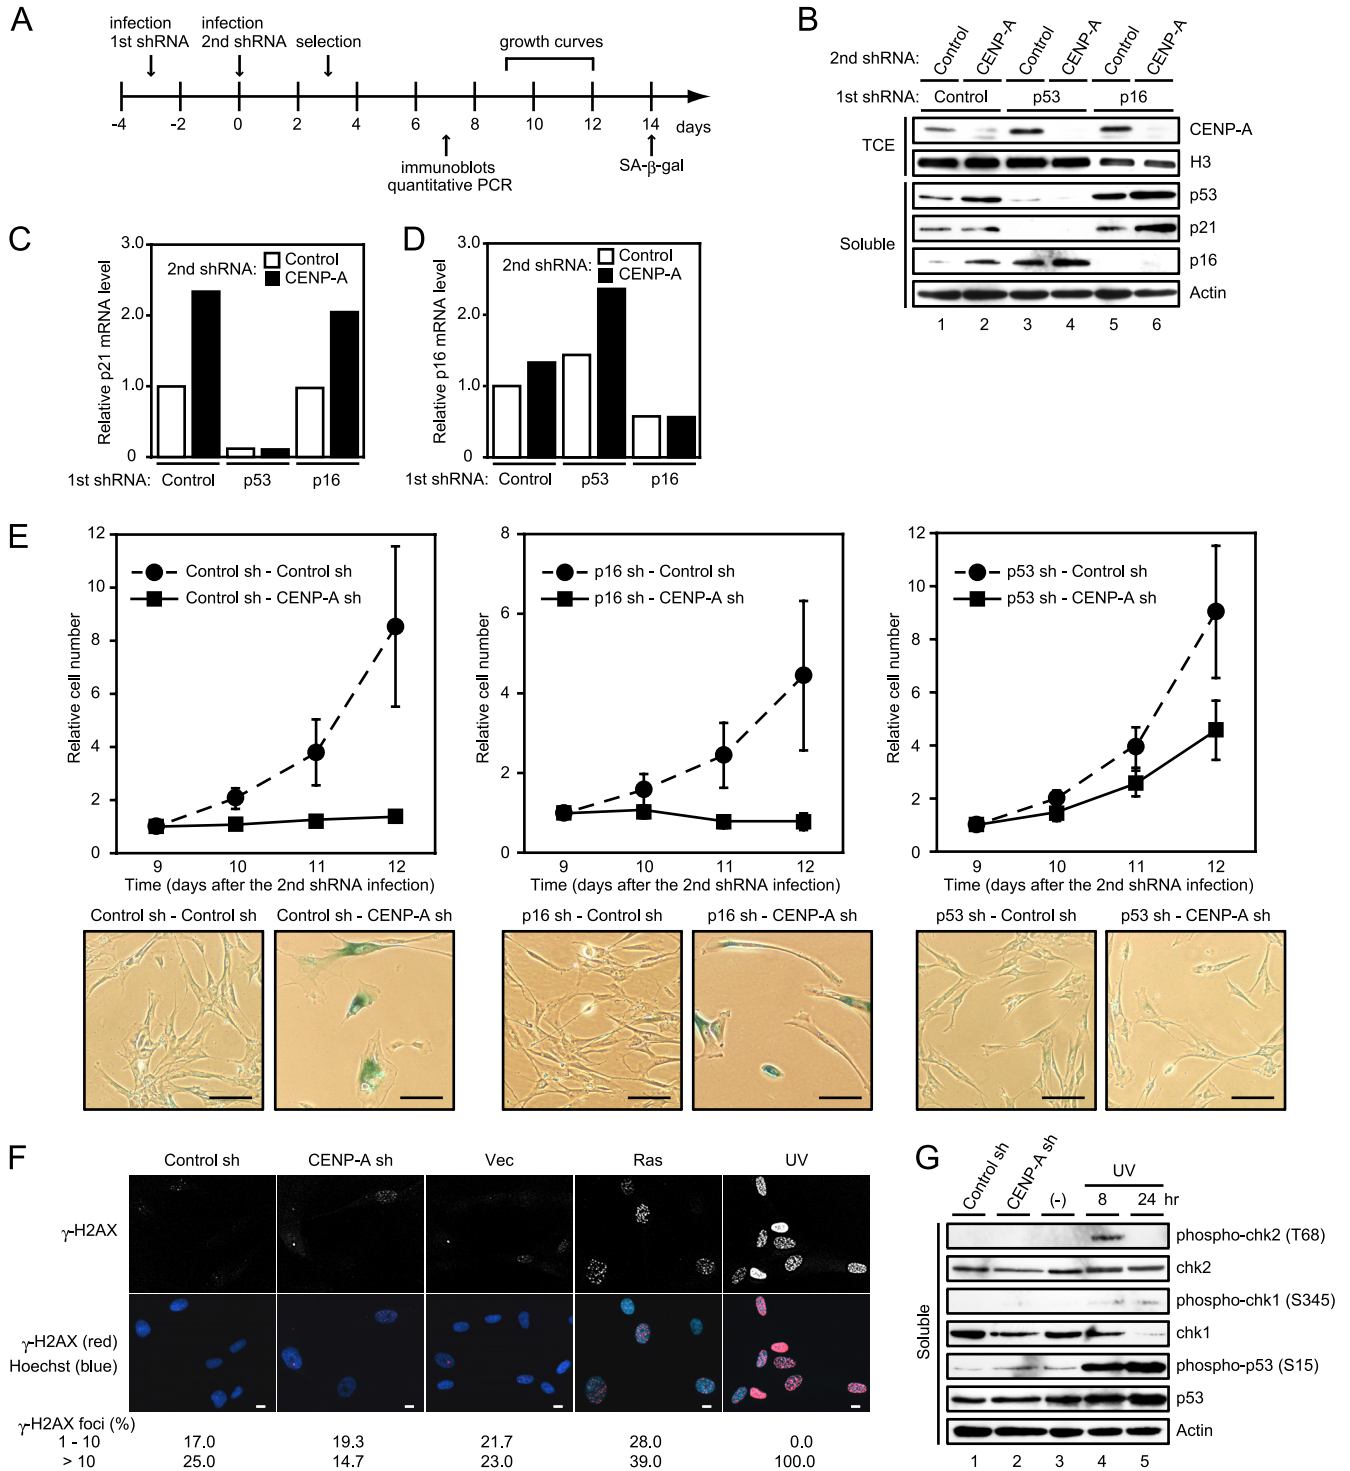 A
infection
1st shRNA
infection
2nd shRNA
selection
growth curves
-4 -2 0 2 4 6 8 10 12 14 days
immunoblots
quantitative PCR
SA-β-gal
B
2nd shRNA: Control CENP-A Control CENP-A Control CENP-A
1st shRNA: Control p53 p16
TCE
CENP-A
H3
Soluble
p53
p21
p16
Actin
1 2 3 4 5 6
C
Relative p21 mRNA level
3.0
2.0
1.0
0
2nd shRNA: Control
CENP-A
1st shRNA: Control p53 p16
D
Relative p16 mRNA level
3.0
2.0
1.0
0
2nd shRNA: Control
CENP-A
1st shRNA: Control p53 p16
E
Relative cell number
12
10
8
6
4
2
0
Control sh - Control sh
Control sh - CENP-A sh
9 10 11 12
Time (days after the 2nd shRNA infection)
Relative cell number
8
6
4
2
0
p16 sh - Control sh
p16 sh - CENP-A sh
9 10 11 12
Time (days after the 2nd shRNA infection)
Relative cell number
12
10
8
6
4
2
0
p53 sh - Control sh
p53 sh - CENP-A sh
9 10 11 12
Time (days after the 2nd shRNA infection)
Control sh - Control sh Control sh - CENP-A sh p16 sh - Control sh p16 sh - CENP-A sh p53 sh - Control sh p53 sh - CENP-A sh
F
Control sh CENP-A sh Vec Ras UV
γ-H2AX
γ-H2AX (red)
Hoechst (blue)
γ-H2AX foci (%)
1 - 10 17.0 19.3 21.7 28.0 0.0
> 10 25.0 14.7 23.0 39.0 100.0
G
Control sh CENP-A sh (-) UV
8 24 hr
Soluble
phospho-chk2 (T68)
chk2
phospho-chk1 (S345)
chk1
phospho-p53 (S15)
p53
Actin
1 2 3 4 5